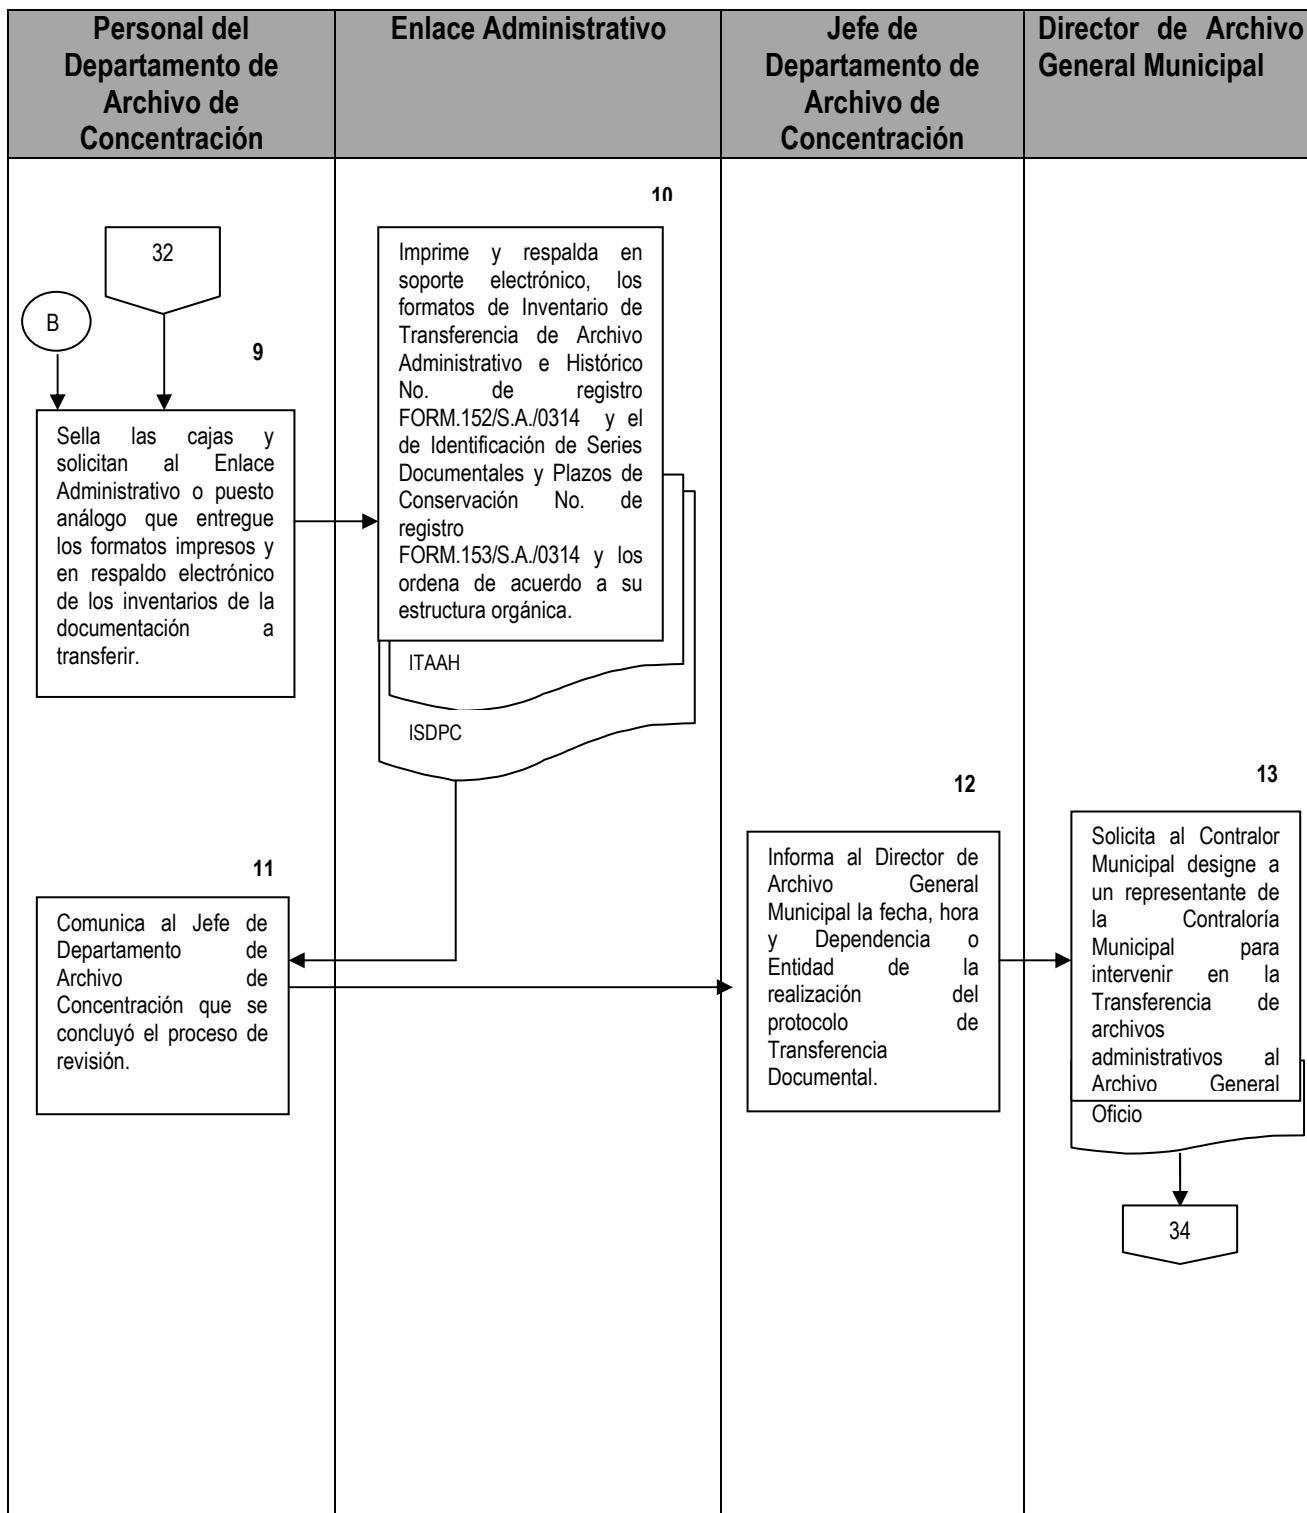 Personal del
Departamento de
Archivo de
Concentración
Enlace Administrativo
Jefe de
Departamento de
Archivo de
Concentración
Director de Archivo
General Municipal
32
B
9
Sella las cajas y
solicitan al Enlace
Administrativo o puesto
análogo que entregue
los formatos impresos y
en respaldo electrónico
de los inventarios de la
documentación a
transferir.
10
Imprime y respalda en
soporte electrónico, los
formatos de Inventario de
Transferencia de Archivo
Administrativo e Histórico
No. de registro
FORM.152/S.A./0314 y el
de Identificación de Series
Documentales y Plazos de
Conservación No. de
registro
FORM.153/S.A./0314 y los
ordena de acuerdo a su
estructura orgánica.
ITAAH
ISDPC
11
Comunica al Jefe de
Departamento de
Archivo de
Concentración que se
concluyó el proceso de
revisión.
12
Informa al Director de
Archivo General
Municipal la fecha, hora
y Dependencia o
Entidad de la
realización del
protocolo de
Transferencia
Documental.
13
Solicita al Contralor
Municipal designe a
un representante de
la Contraloría
Municipal para
intervenir en la
Transferencia de
archivos
administrativos al
Archivo General
Oficio
34